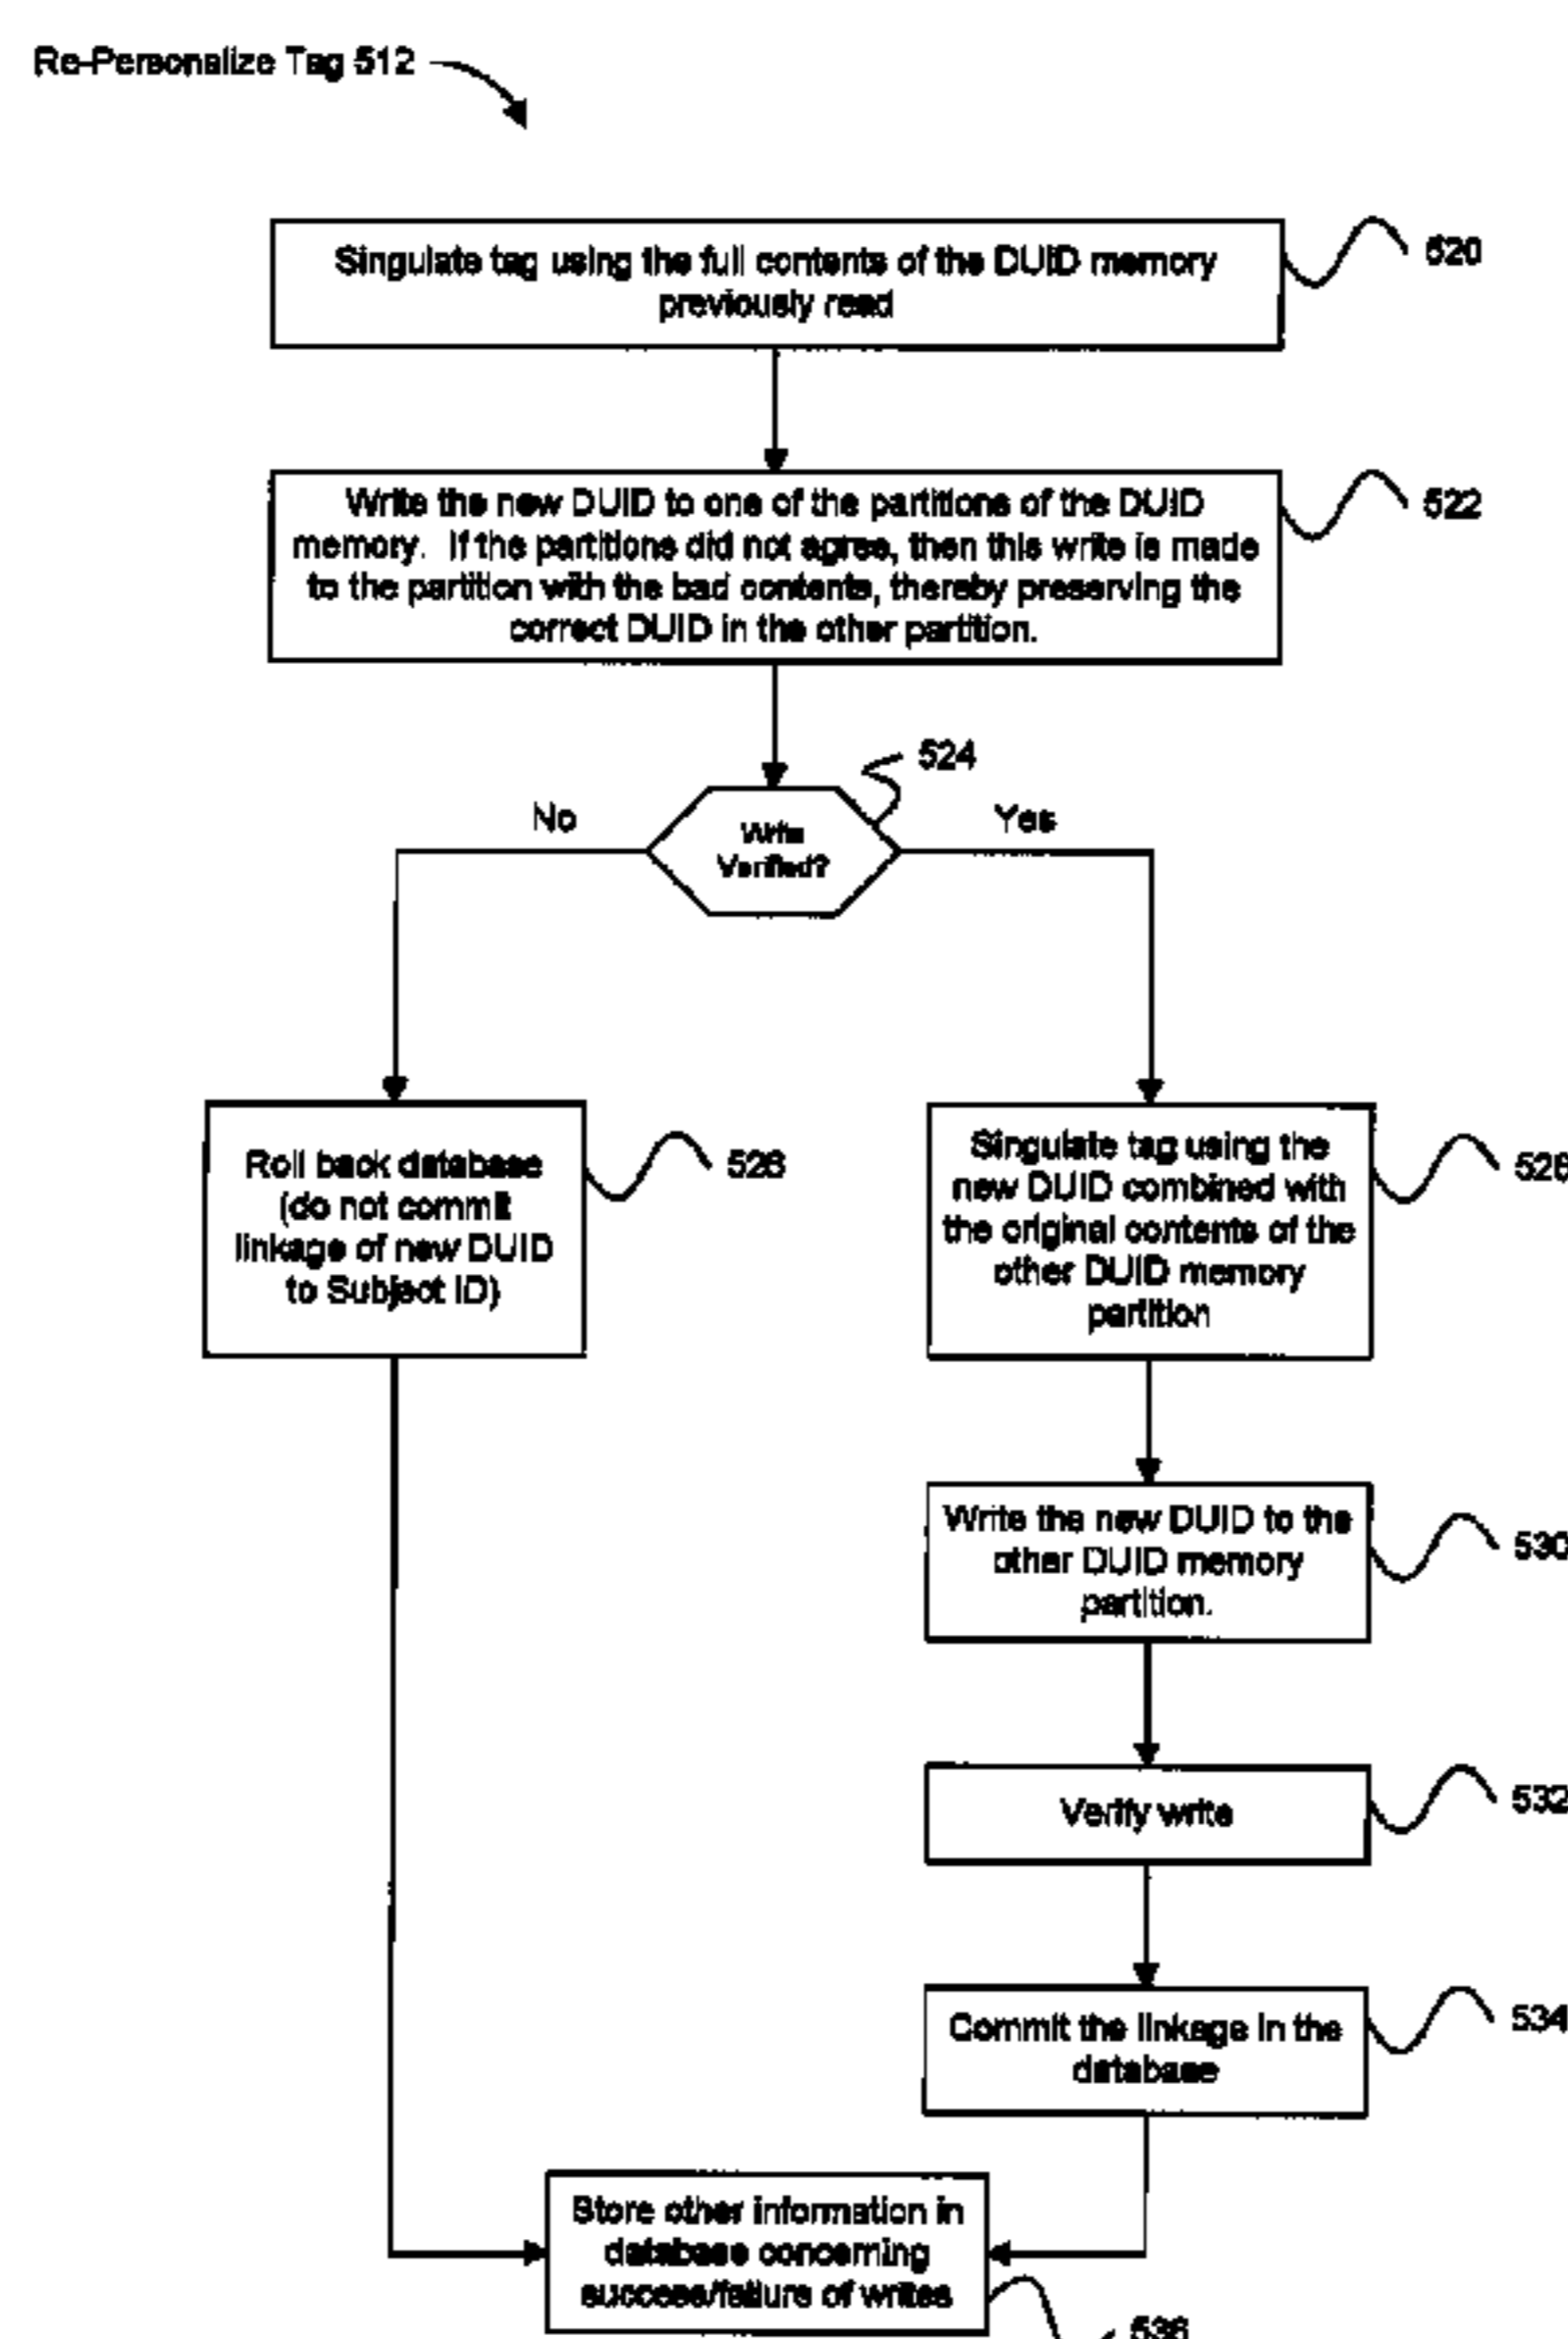 Re-Personalize Tag 512
Singulate tag using the full contents of the DUID memory
previously read
520
Write the new DUID to one of the partitions of the DUID
memory. If the partitions did not agree, then this write is made
to the partition with the bad contents, thereby preserving the
correct DUID in the other partition.
522
524
No
Write
Verified?
Yes
Roll back database
(do not commit
linkage of new DUID
to Subject ID)
526
Singulate tag using the
new DUID combined with
the original contents of the
other DUID memory
partition
528
Write the new DUID to the
other DUID memory
partition.
530
Verify write
532
Commit the linkage in the
database
534
Store other information in
database concerning
success/failure of writes
536